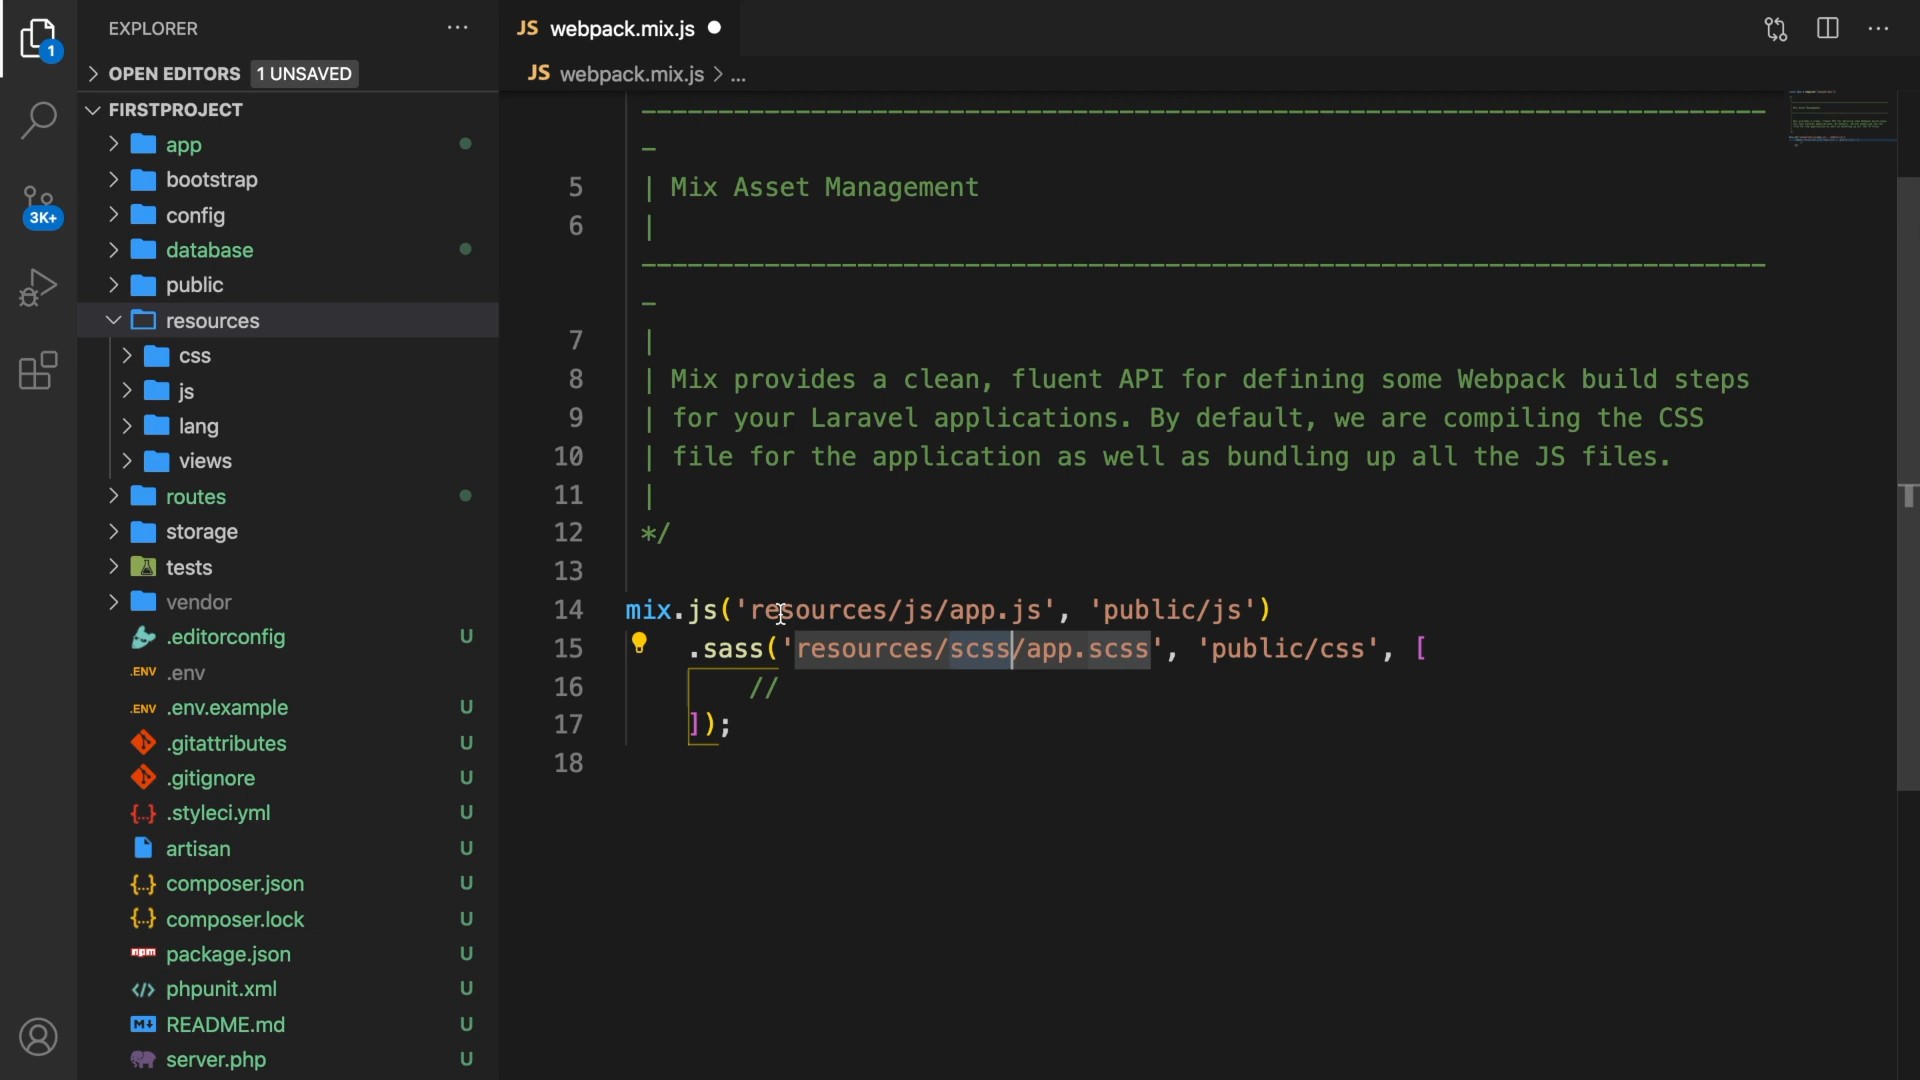 EXPLORER
JS webpack.mix.js
1
OPEN EDITORS 1 UNSAVED
JS webpack.mix.js > ...
FIRSTPROJECT
app
bootstrap
config
3K+
database
public
resources
css
js
lang
views
routes
storage
tests
vendor
.editorconfig U
.ENV .env
.ENV .env.example U
.gitattributes U
.gitignore U
{...} .styleci.yml U
artisan U
{...} composer.json U
{...} composer.lock U
npm package.json U
</> phpunit.xml U
M↓ README.md U
server.php U
-------------------------------------------------------------------------
-
5 | Mix Asset Management
6 |
-------------------------------------------------------------------------
-
7 |
8 | Mix provides a clean, fluent API for defining some Webpack build steps
9 | for your Laravel applications. By default, we are compiling the CSS
10 | file for the application as well as bundling up all the JS files.
11 |
12 */
13
14 mix.js('resources/js/app.js', 'public/js')
15 .sass('resources/scss/app.scss', 'public/css', [
16 //
17 ]);
18